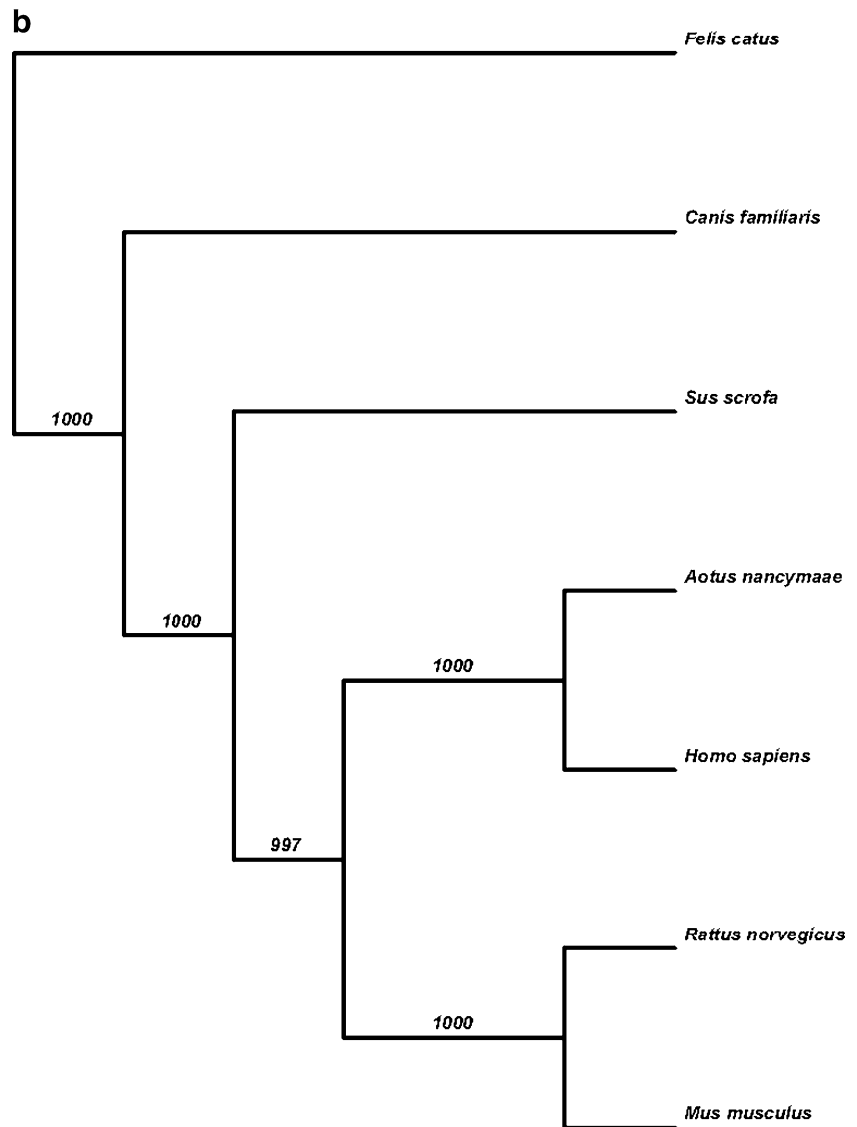 b
Felis catus
Canis familiaris
Sus scrofa
1000
1000
Aotus nancymaae
1000
Homo sapiens
997
Rattus norvegicus
1000
Mus musculus